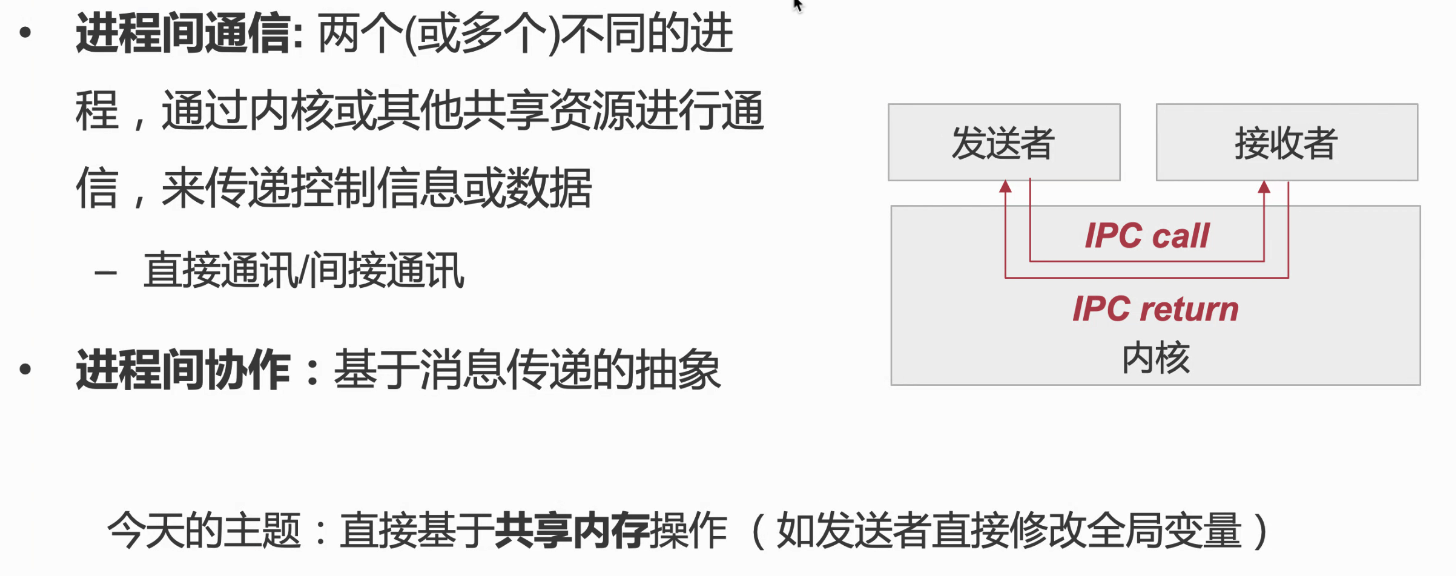 • 进程间通信: 两个(或多个)不同的进
程，通过内核或其他共享资源进行通
信，来传递控制信息或数据
– 直接通讯/间接通讯
• 进程间协作：基于消息传递的抽象
发送者
接收者
IPC call
IPC return
内核
今天的主题：直接基于共享内存操作（如发送者直接修改全局变量）